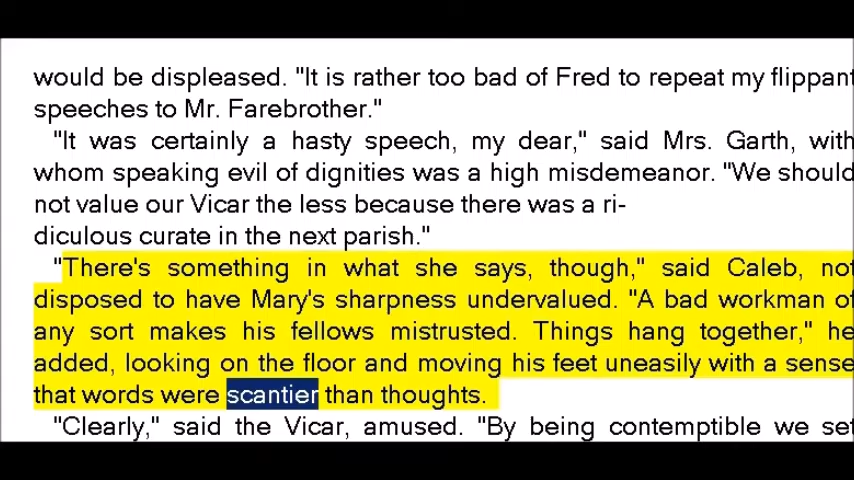 would be displeased. "It is rather too bad of Fred to repeat my flippant
speeches to Mr. Farebrother."
"It was certainly a hasty speech, my dear," said Mrs. Garth, with
whom speaking evil of dignities was a high misdemeanor. "We should
not value our Vicar the less because there was a ri-
diculous curate in the next parish."
"There's something in what she says, though," said Caleb, not
disposed to have Mary's sharpness undervalued. "A bad workman of
any sort makes his fellows mistrusted. Things hang together," he
added, looking on the floor and moving his feet uneasily with a sense
that words were scantier than thoughts.
"Clearly," said the Vicar, amused. "By being contemptible we set